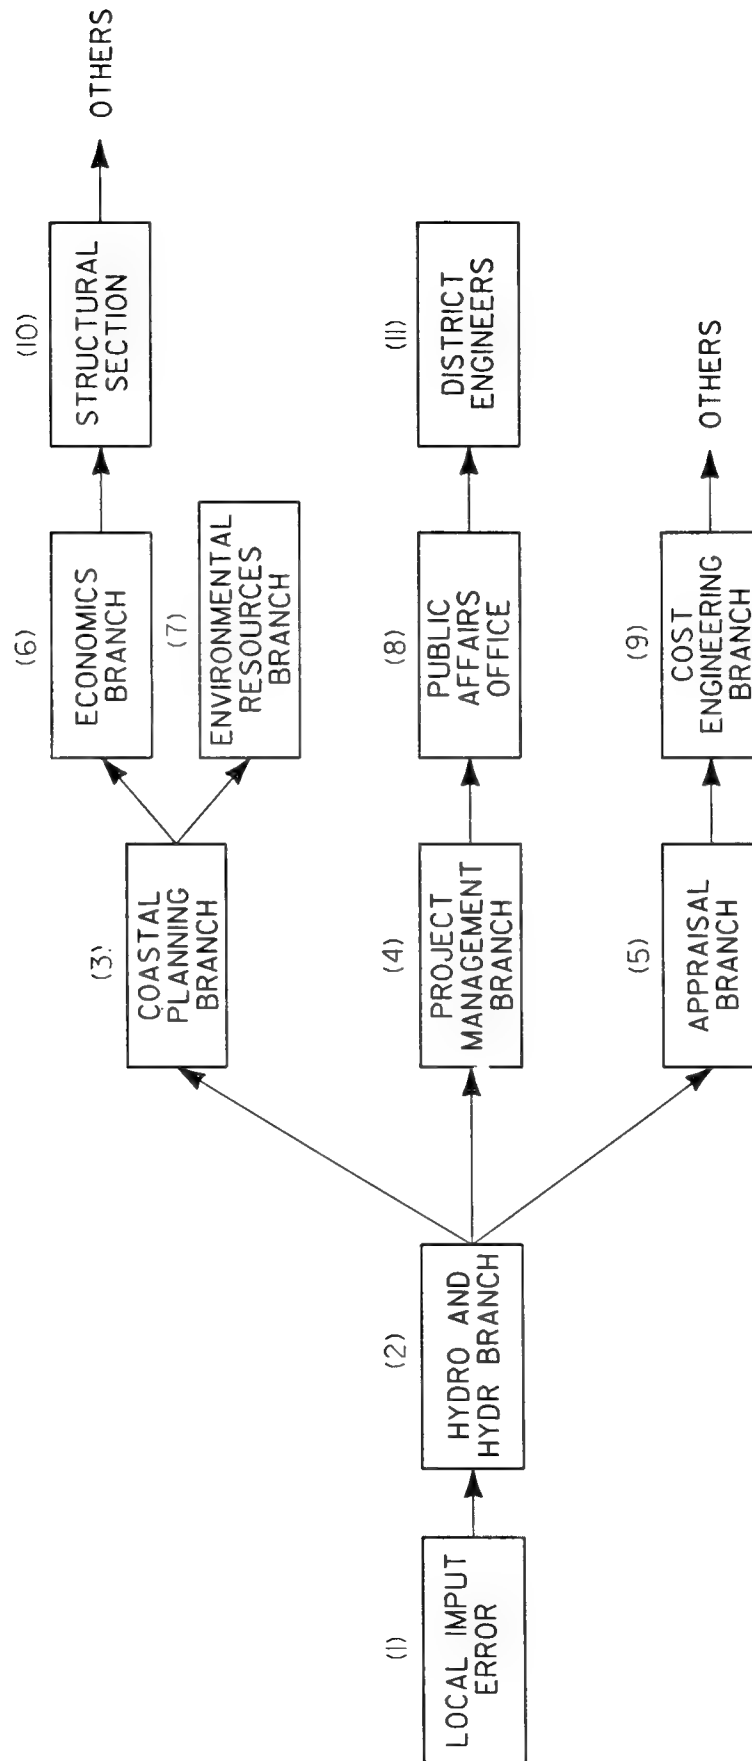 (1)
LOCAL IMPUT
ERROR
(2)
HYDRO AND
HYDR BRANCH
(3)
COASTAL
PLANNING
BRANCH
(4)
PROJECT
MANAGEMENT
BRANCH
(5)
APPRAISAL
BRANCH
(6)
ECONOMICS
BRANCH
(7)
ENVIRONMENTAL
RESOURCES
BRANCH
(8)
PUBLIC
AFFAIRS
OFFICE
(9)
COST
ENGINEERING
BRANCH
(10)
STRUCTURAL
SECTION
OTHERS
(11)
DISTRICT
ENGINEERS
OTHERS